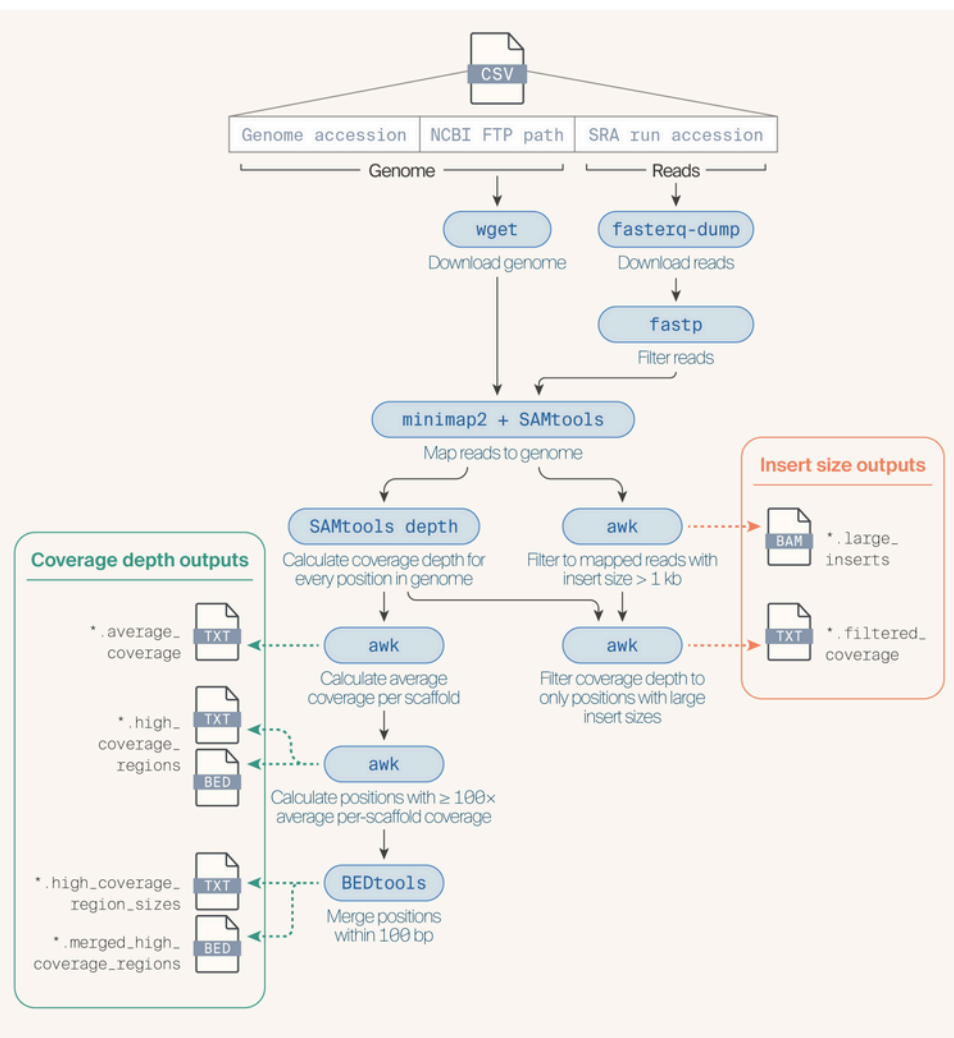 CSV
Genome accession
NCBI FTP path
SRA run accession
Genome
Reads
wget
Download genome
fasterq-dump
Download reads
fastp
Filter reads
minimap2 + SAMtools
Map reads to genome
SAMtools depth
Calculate coverage depth for
every position in genome
awk
Filter to mapped reads with
insert size > 1 kb
Insert size outputs
BAM
*.large_
inserts
TXT
*.filtered_
coverage
awk
Calculate average
coverage per scaffold
awk
Filter coverage depth to
only positions with large
insert sizes
awk
Calculate positions with ≥ 100×
average per-scaffold coverage
BEDtools
Merge positions
within 100 bp
Coverage depth outputs
*.average_
coverage
TXT
*.high_
coverage_
regions
TXT
BED
*.high_coverage_
region_sizes
TXT
*.merged_high_
coverage_regions
BED